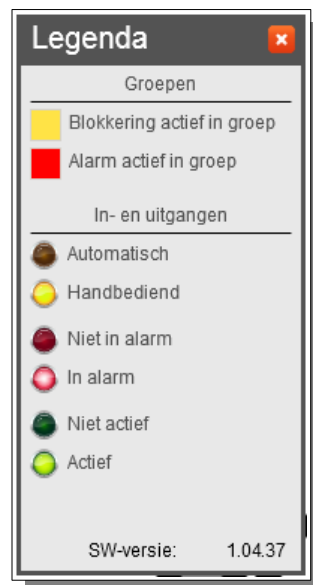 Legenda
Groepen
Blokkering actief in groep
Alarm actief in groep
In- en uitgangen
Automatisch
Handbediend
Niet in alarm
In alarm
Niet actief
Actief
SW-versie: 1.04.37